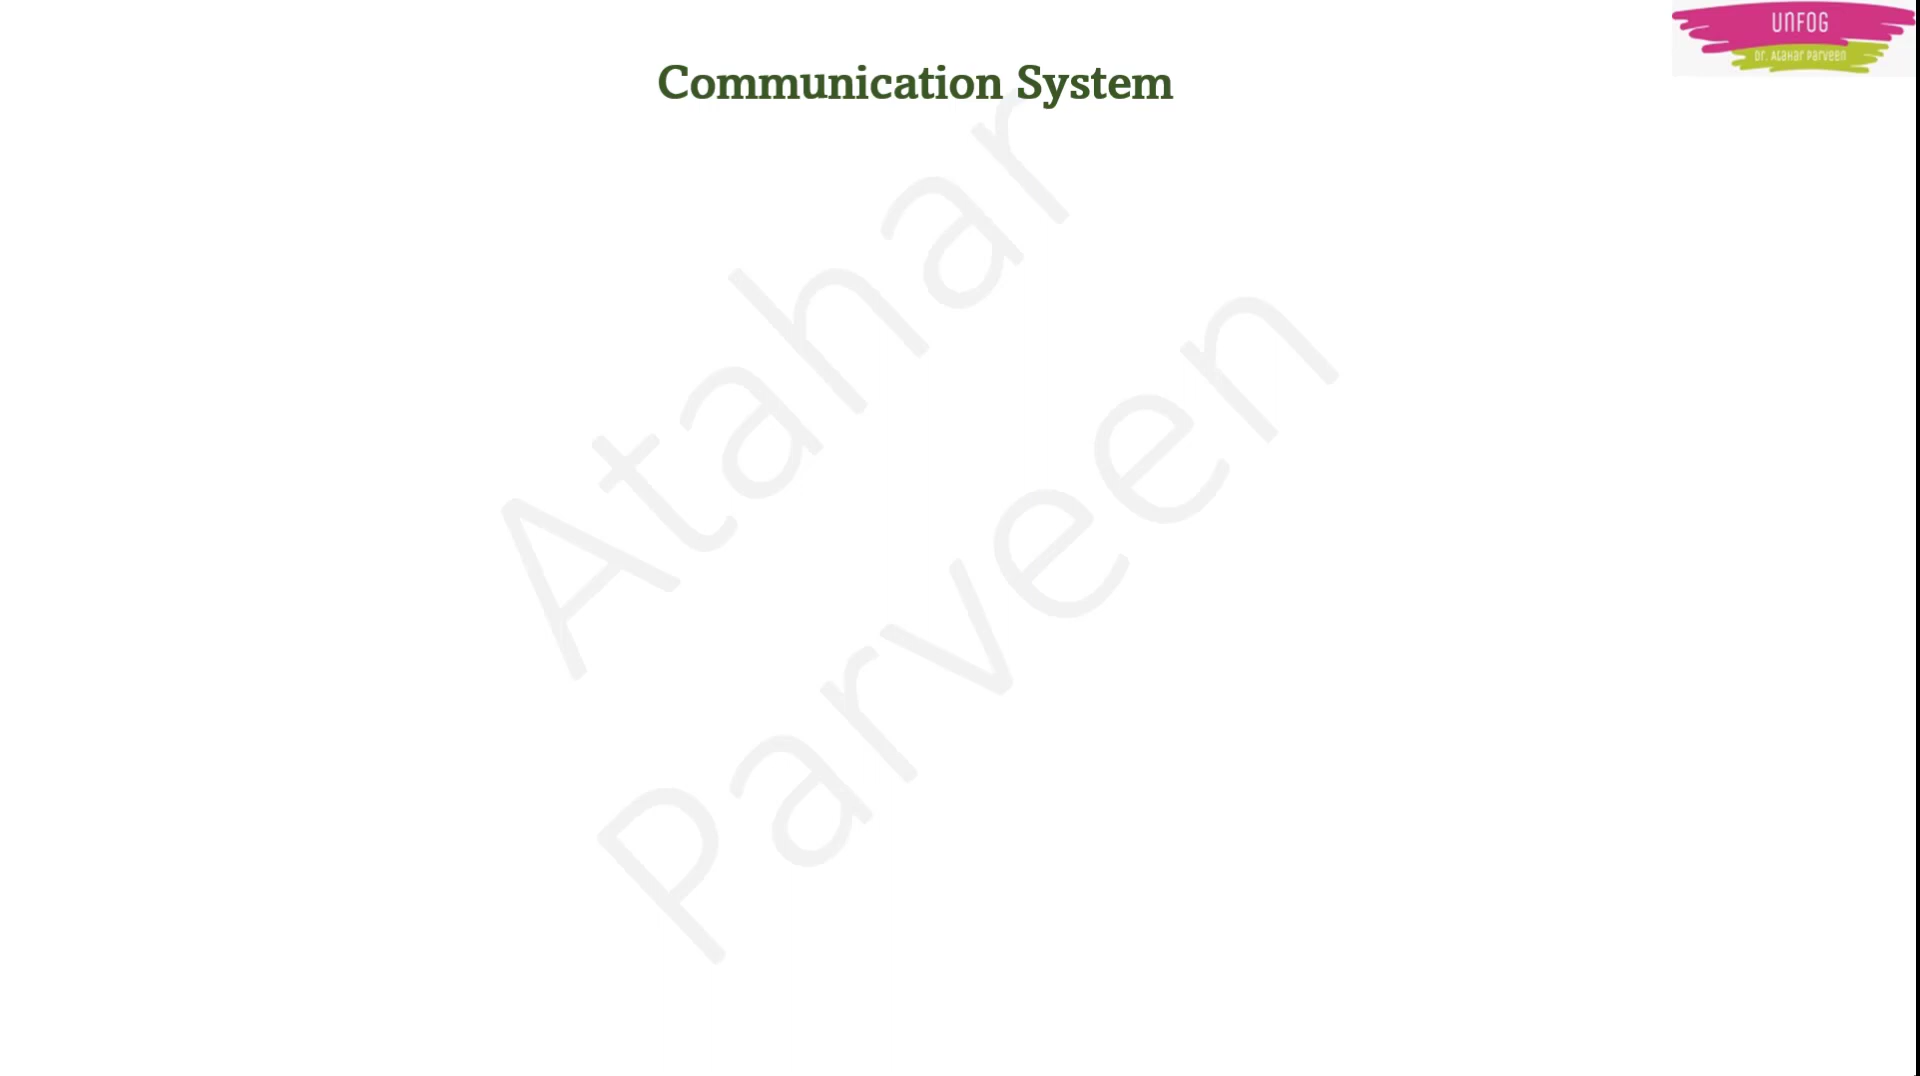 UNFOG
Dr. Atahar Parveen
Communication System
Atahar
Parveen